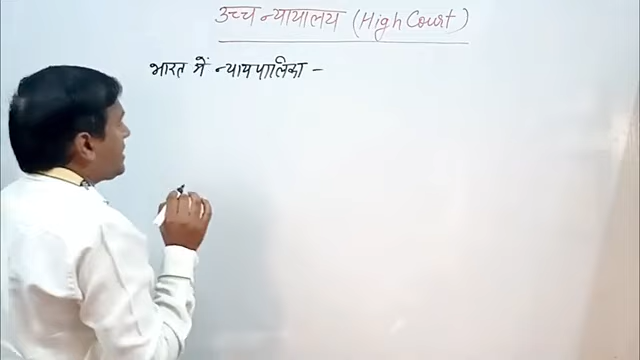 उच्च न्यायालय (High Court)
भारत में न्यायपालिका –